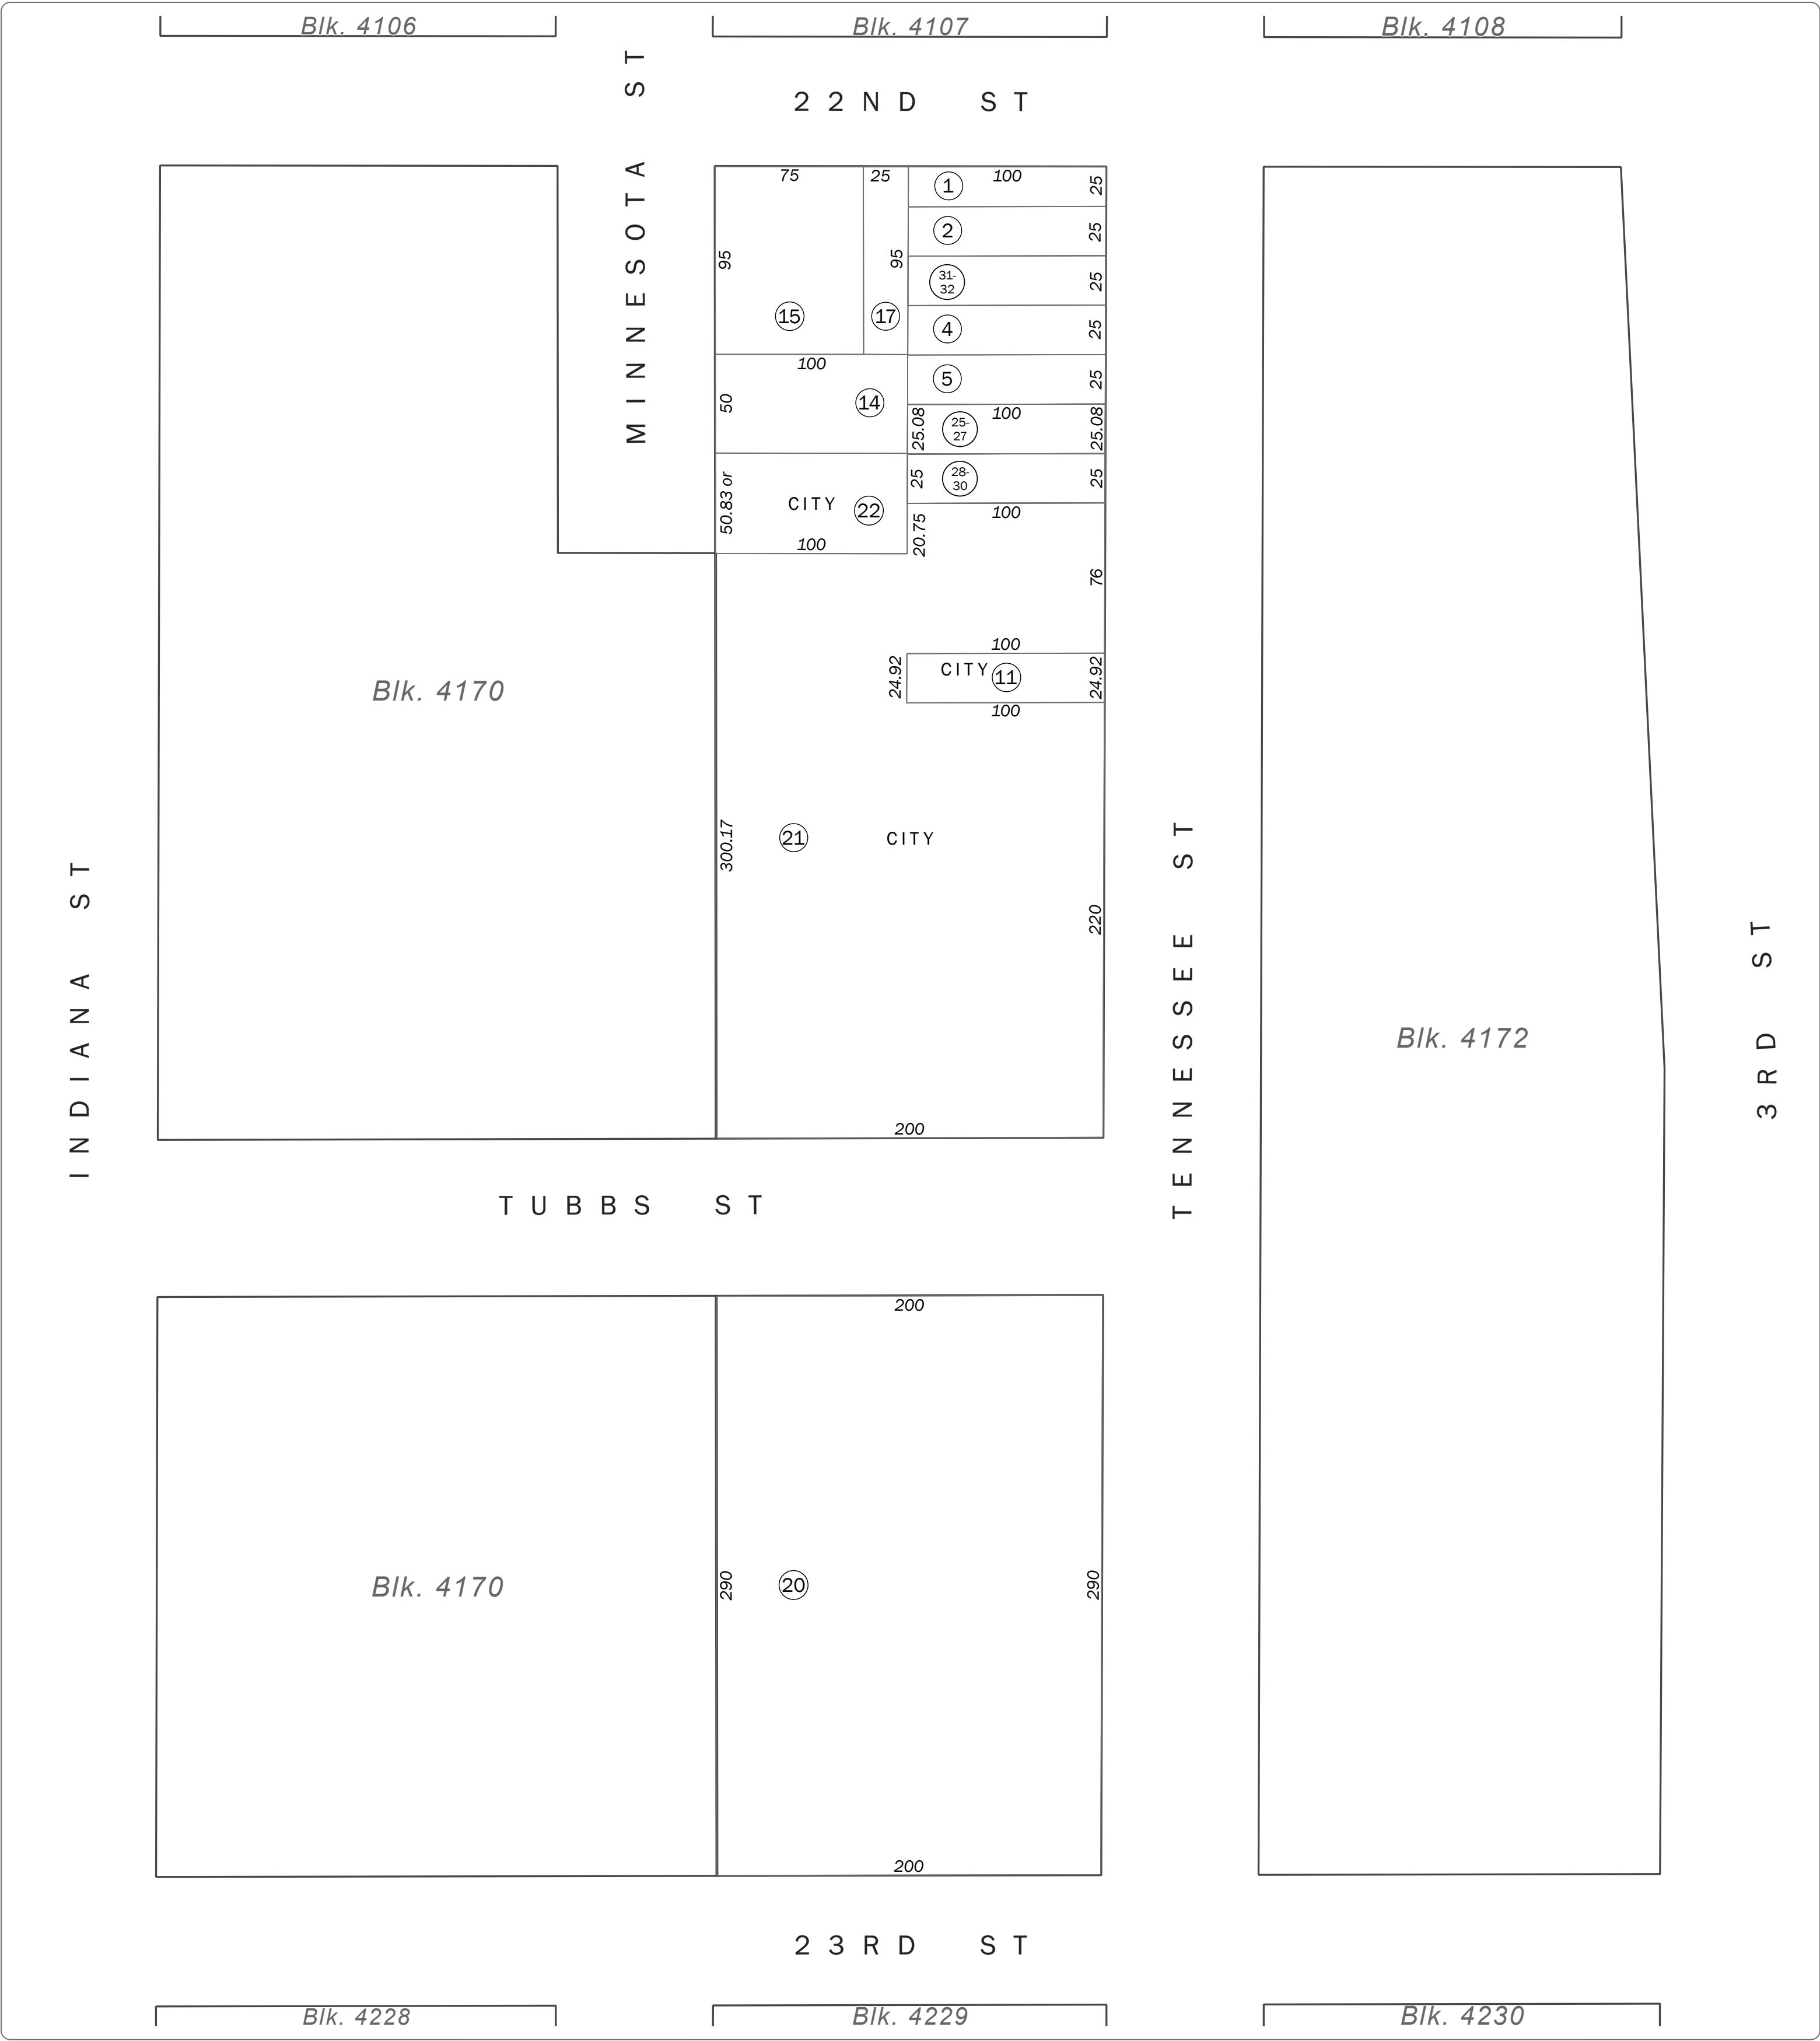 Blk. 4106
Blk. 4107
Blk. 4108
MINNESOTA ST
22ND ST
75
25
100
1
25
2
25
95
95
31-
32
25
15
17
4
25
100
5
25
50
14
25.08
25-
27
100
25.08
50.83 or
CITY
22
25
28-
30
25
100
20.75
100
76
100
24.92
CITY
11
24.92
100
Blk. 4170
300.17
21
CITY
220
200
INDIANA ST
TENNESSEE ST
Blk. 4172
3RD ST
TUBBS ST
200
Blk. 4170
290
20
290
200
23RD ST
Blk. 4228
Blk. 4229
Blk. 4230